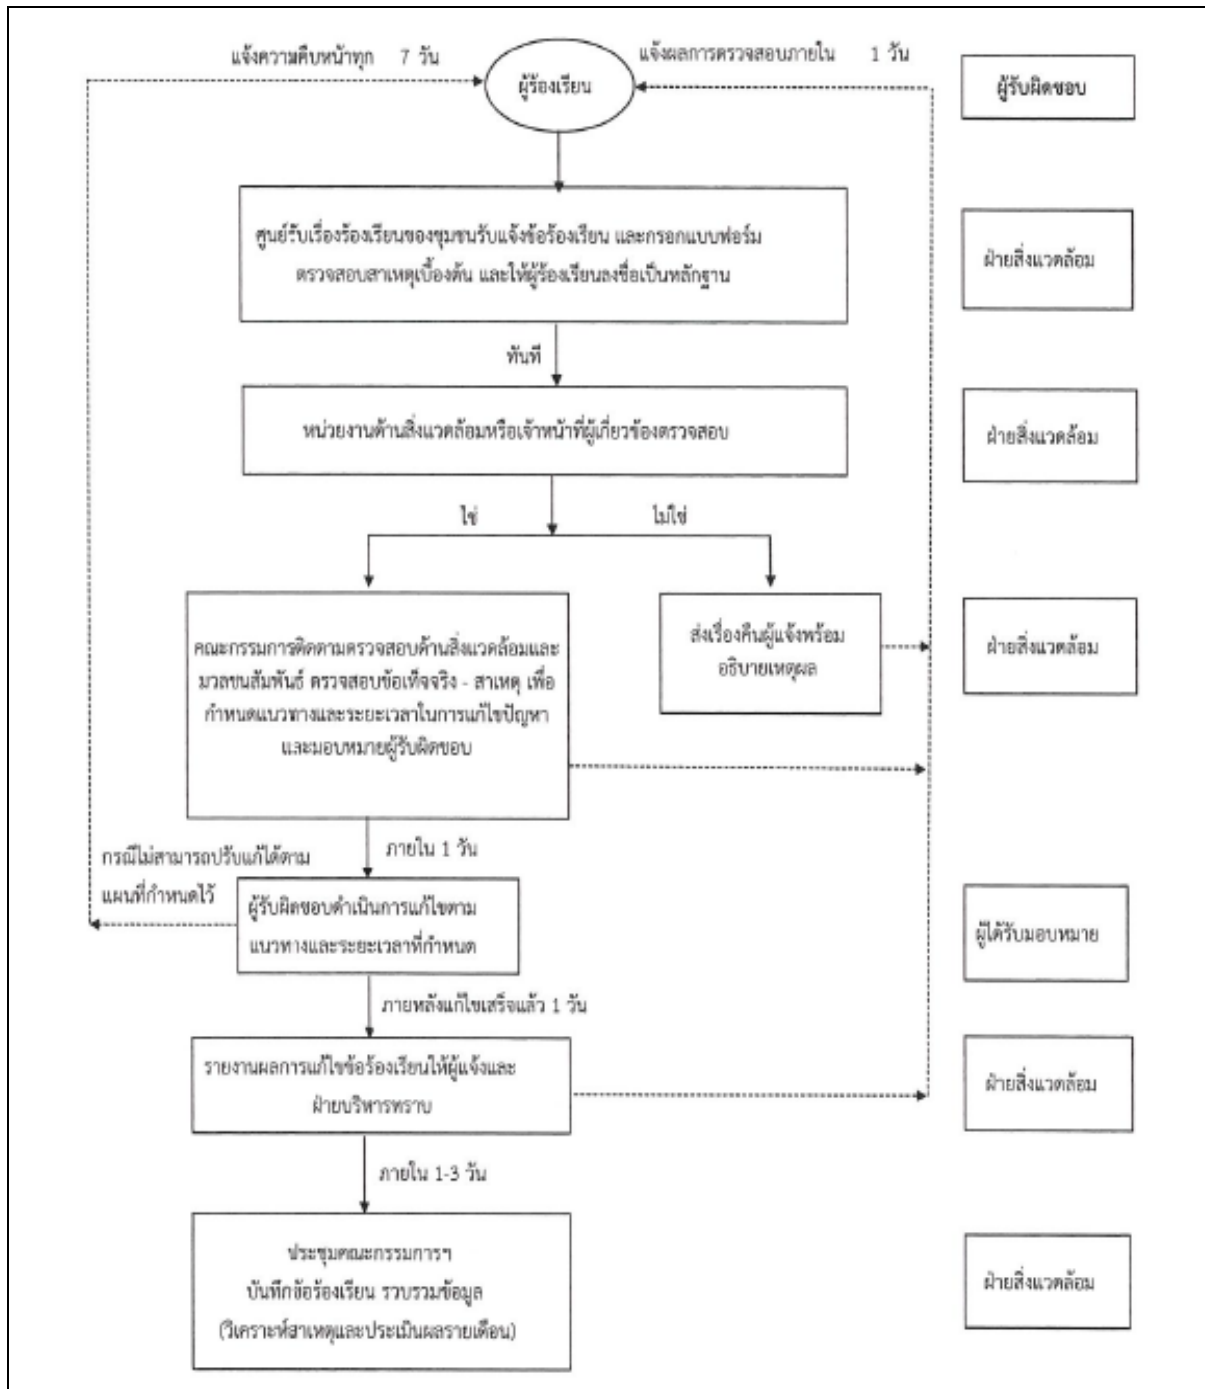 แจ้งความคืบหน้าทุก 7 วัน
แจ้งผลการตรวจสอบภายใน 1 วัน
ผู้ร้องเรียน
ผู้รับผิดชอบ
ศูนย์รับเรื่องร้องเรียนของชุมชนรับแจ้งข้อร้องเรียน และกรอกแบบฟอร์ม
ตรวจสอบสาเหตุเบื้องต้น และให้ผู้ร้องเรียนลงชื่อเป็นหลักฐาน
ฝ่ายสิ่งแวดล้อม
ทันที
หน่วยงานด้านสิ่งแวดล้อมหรือเจ้าหน้าที่ผู้เกี่ยวข้องตรวจสอบ
ฝ่ายสิ่งแวดล้อม
ใช่
ไม่ใช่
คณะกรรมการติดตามตรวจสอบด้านสิ่งแวดล้อมและ
มวลชนสัมพันธ์ ตรวจสอบข้อเท็จจริง - สาเหตุ เพื่อ
กำหนดแนวทางและระยะเวลาในการแก้ไขปัญหา
และมอบหมายผู้รับผิดชอบ
ส่งเรื่องคืนผู้แจ้งพร้อม
อธิบายเหตุผล
ฝ่ายสิ่งแวดล้อม
ภายใน 1 วัน
กรณีไม่สามารถปรับแก้ได้ตาม
แผนที่กำหนดไว้
ผู้รับผิดชอบดำเนินการแก้ไขตาม
แนวทางและระยะเวลาที่กำหนด
ผู้ได้รับมอบหมาย
ภายหลังแก้ไขเสร็จแล้ว 1 วัน
รายงานผลการแก้ไขข้อร้องเรียนให้ผู้แจ้งและ
ฝ่ายบริหารทราบ
ฝ่ายสิ่งแวดล้อม
ภายใน 1-3 วัน
ประชุมคณะกรรมการฯ
บันทึกข้อร้องเรียน รวบรวมข้อมูล
(วิเคราะห์สาเหตุและประเมินผลรายเดือน)
ฝ่ายสิ่งแวดล้อม